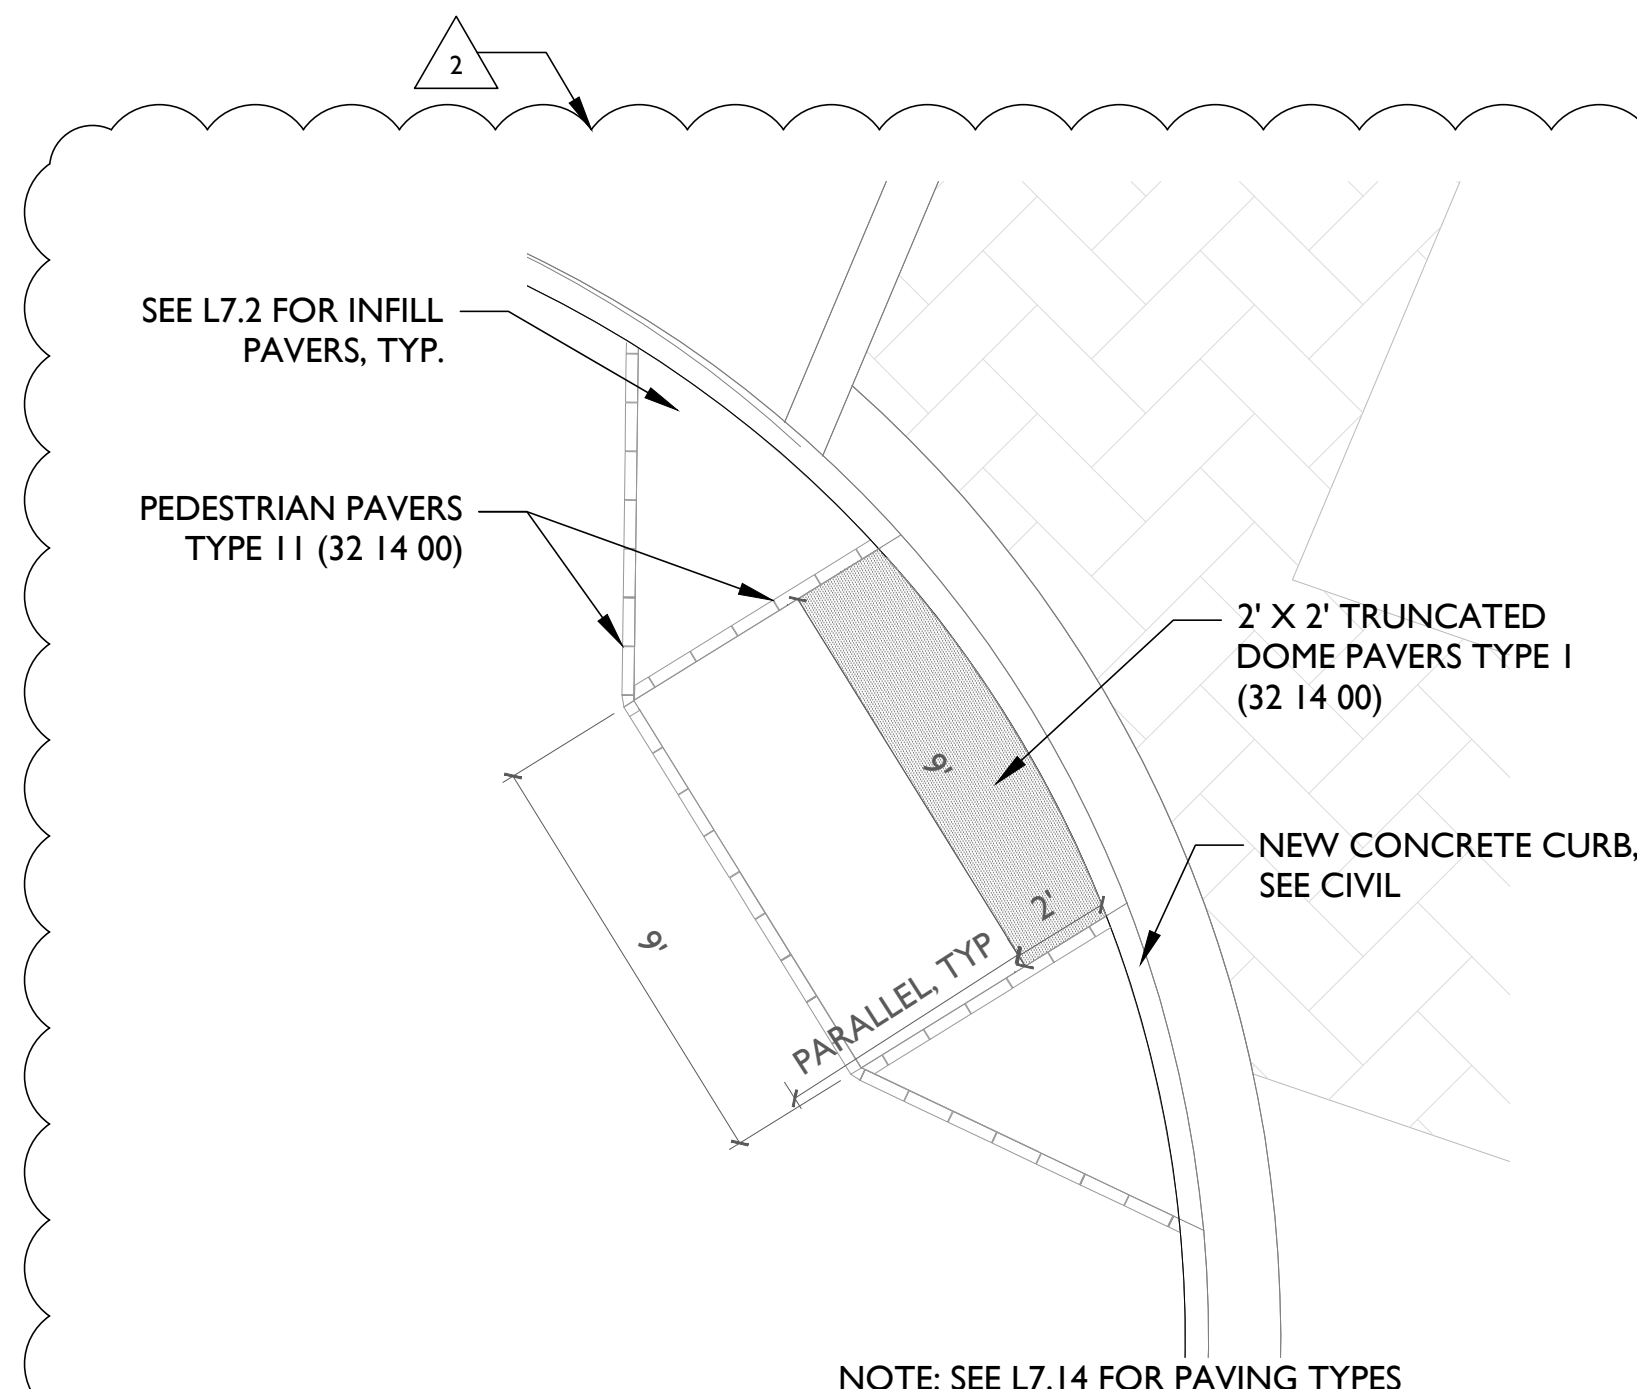 2
SEE L7.2 FOR INFILL
PAVERS, TYP.
PEDESTRIAN PAVERS
TYPE 11 (32 14 00)
2' X 2' TRUNCATED
DOME PAVERS TYPE 1
(32 14 00)
9'
NEW CONCRETE CURB,
SEE CIVIL
2'
9'
PARALLEL, TYP
NOTE: SEE L7.14 FOR PAVING TYPES